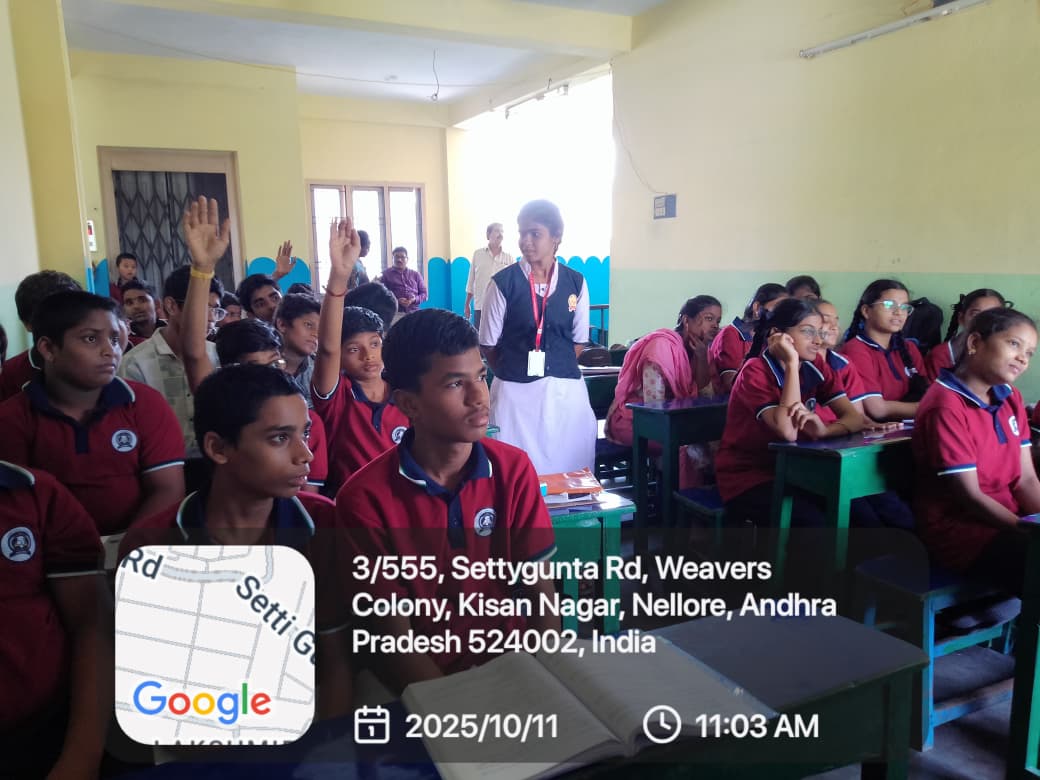 Rd
Setti Gu
Google
3/555, Settygunta Rd, Weavers
Colony, Kisan Nagar, Nellore, Andhra
Pradesh 524002, India
2025/10/11
11:03 AM